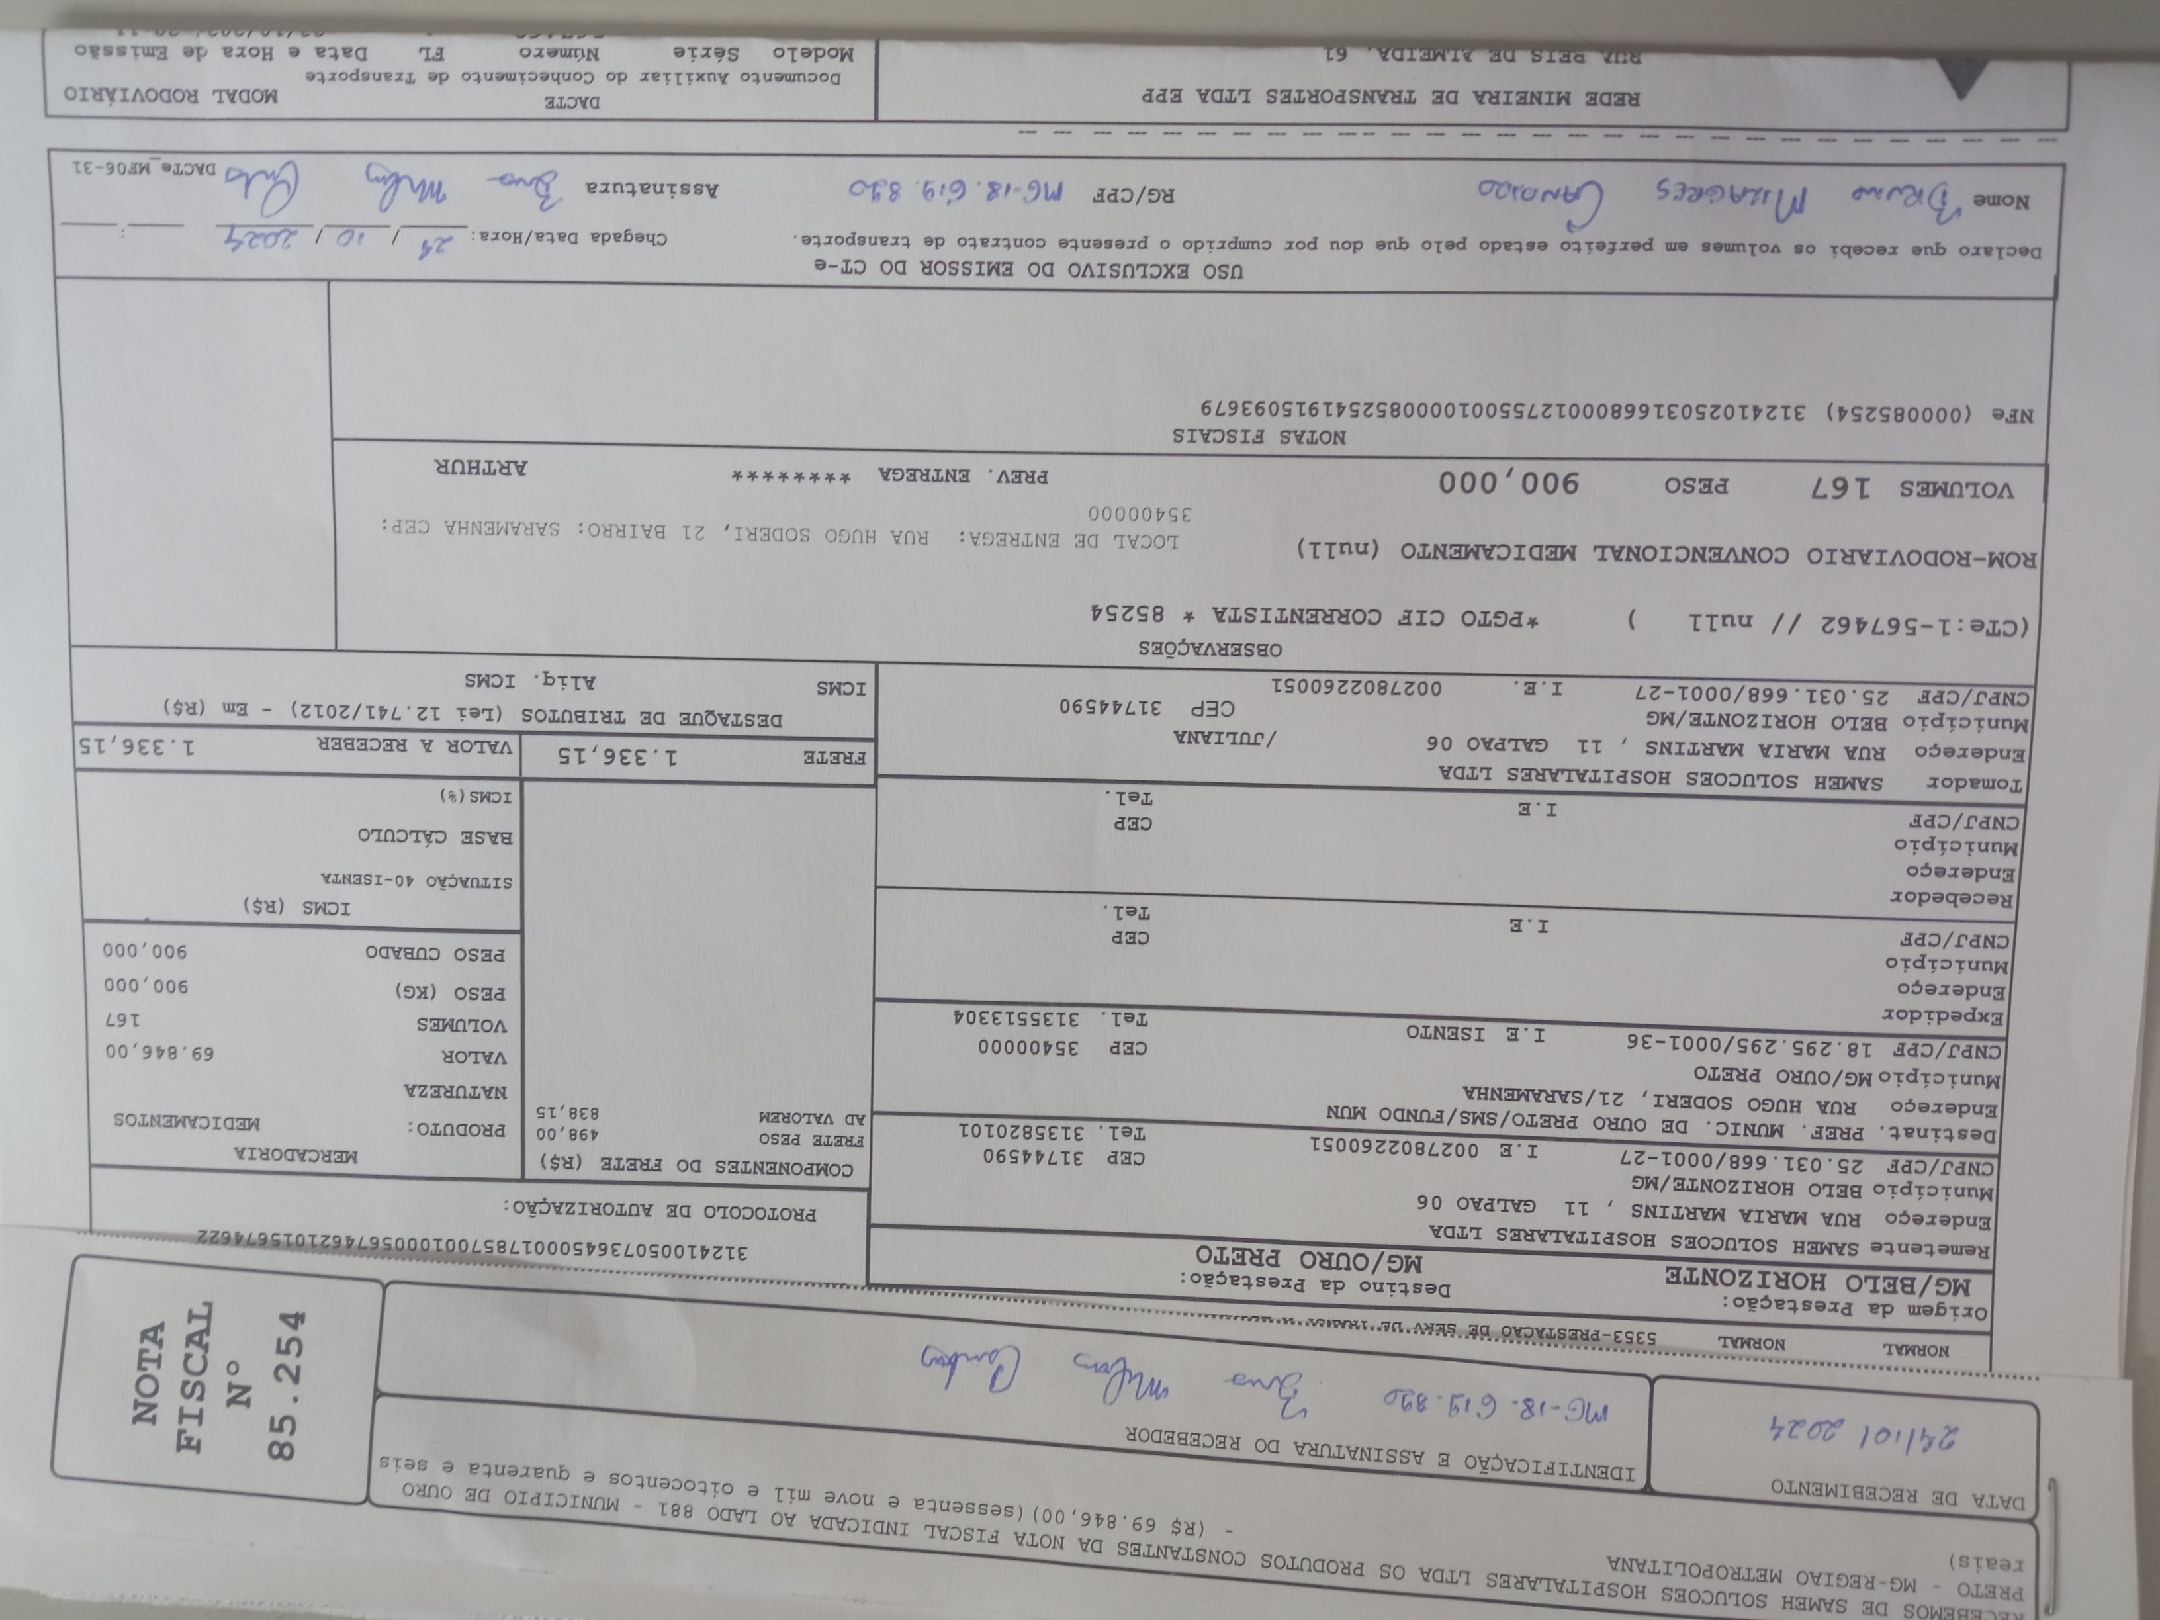 RECEBEMOS DE SAMEH SOLUCOES HOSPITALARES LTDA OS PRODUTOS CONSTANTES DA NOTA FISCAL INDICADA AO LADO 881 - MUNICIPIO DE OURO
PRETO - MG-REGIAO METROPOLITANA - (R$ 69.846,00) (sessenta e nove mil e oitocentos e quarenta e seis
reais)
DATA DE RECEBIMENTO
IDENTIFICAÇÃO E ASSINATURA DO RECEBEDOR
MG-18.619.890
NOTA
FISCAL
Nº
85.254
NORMAL NORMAL 5353-PRESTACAO DE SERV DE
Origem da Prestação:
MG/BELO HORIZONTE
Destino da Prestação:
MG/OURO PRETO
Remetente SAMEH SOLUCOES HOSPITALARES LTDA
Endereço RUA MARIA MARTINS , 11 GALPAO 06
Município BELO HORIZONTE/MG CEP 31744590
CNPJ/CPF 25.031.668/0001-27 I.E 0027802260051 Tel. 3135820101
Destinat. PREF. MUNIC. DE OURO PRETO/SMS/FUNDO MUN
Endereço RUA HUGO SODERI, 21/SARAMENHA
Município MG/OURO PRETO CEP 35400000
CNPJ/CPF 18.295.295/0001-36 I.E ISENTO Tel. 3135513304
Expedidor
Endereço
Município CEP
CNPJ/CPF I.E Tel.
Recebedor
Endereço
Município CEP
CNPJ/CPF I.E Tel.
Tomador SAMEH SOLUCOES HOSPITALARES LTDA
Endereço RUA MARIA MARTINS , 11 GALPAO 06 /JULIANA
Município BELO HORIZONTE/MG CEP 31744590
CNPJ/CPF 25.031.668/0001-27 I.E. 0027802260051
31241005073645000178570010005674621015674622
PROTOCOLO DE AUTORIZAÇÃO:
COMPONENTES DO FRETE (R$)
FRETE PESO 498,00
AD VALOREM 838,15
MERCADORIA
PRODUTO: MEDICAMENTOS
NATUREZA
VALOR 69.846,00
VOLUMES 167
PESO (KG) 900,000
PESO CUBADO 900,000
ICMS (R$)
SITUAÇÃO 40-ISENTA
BASE CÁLCULO
ICMS(%)
FRETE 1.336,15 VALOR A RECEBER 1.336,15
DESTAQUE DE TRIBUTOS (Lei 12.741/2012) - Em (R$)
ICMS Aliq. ICMS
OBSERVAÇÕES
(CTe:1-567462 // null ) *PGTO CIF CORRENTISTA * 85254
ROM-RODOVIARIO CONVENCIONAL MEDICAMENTO (null)
LOCAL DE ENTREGA: RUA HUGO SODERI, 21 BAIRRO: SARAMENHA CEP:
35400000
VOLUMES 167 PESO 900,000 PREV. ENTREGA ******** ARTHUR
NOTAS FISCAIS
NFe (000085254) 31241025031668000127550010000852541915093679
USO EXCLUSIVO DO EMISSOR DO CT-e
Declaro que recebi os volumes em perfeito estado pelo que dou por cumprido o presente contrato de transporte. Chegada Data/Hora: 24 / 10 / 2024 :
Nome BRUNO MILAGRES RG/CPF MG-18.619.890 Assinatura
DACTe_MF06-31
REDE MINEIRA DE TRANSPORTES LTDA EPP
RUA REIS DE ALMEIDA, 61
DACTE
MODAL RODOVIÁRIO
Documento Auxiliar do Conhecimento de Transporte
Modelo Série Número FL Data e Hora de Emissão